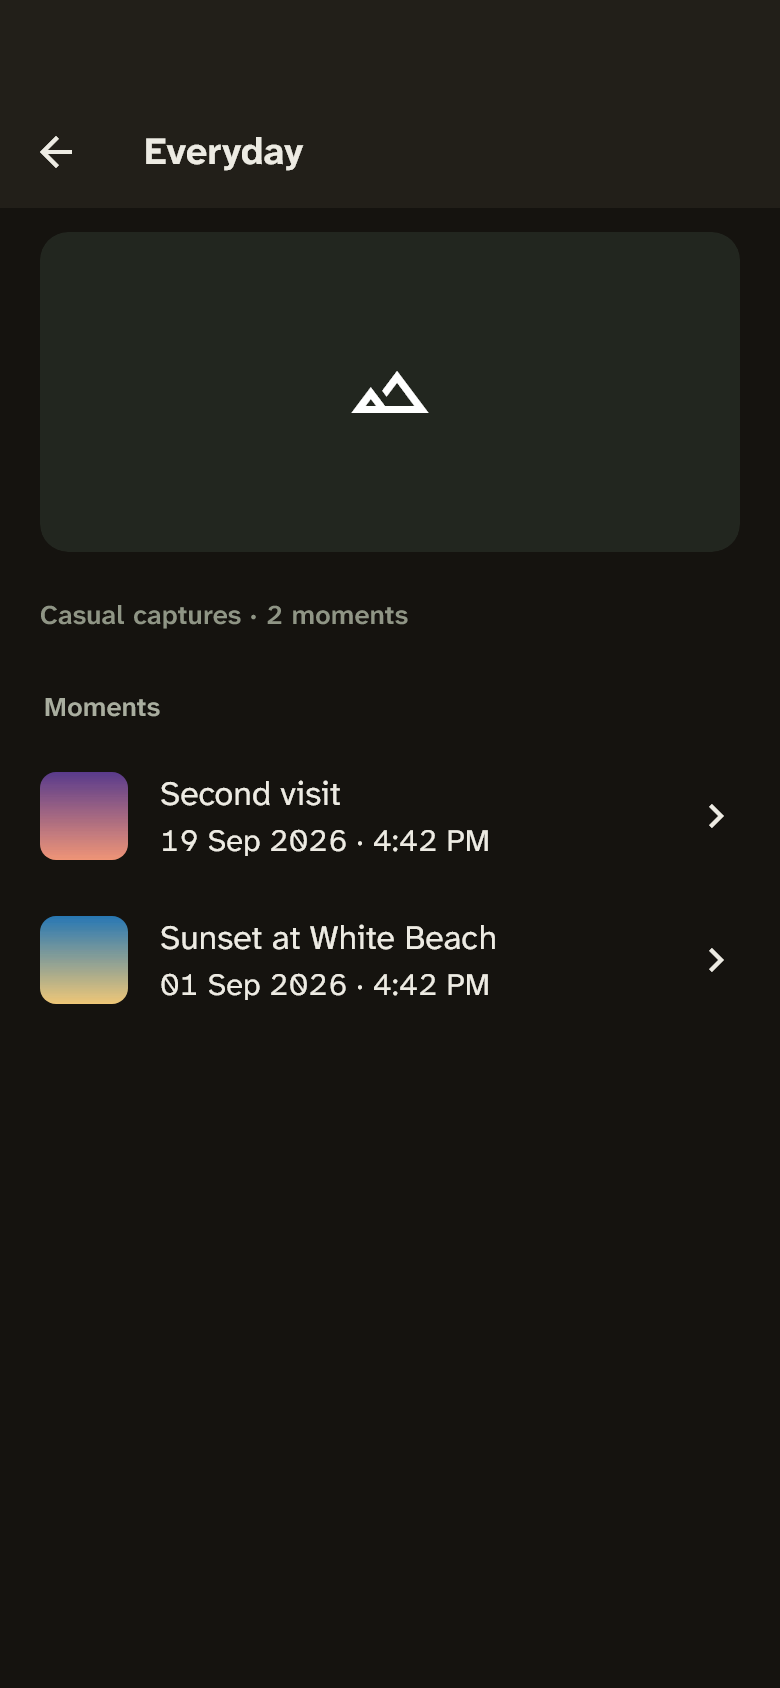 Everyday
Casual captures · 2 moments
Moments
Second visit
19 Sep 2026 · 4:42 PM
Sunset at White Beach
01 Sep 2026 · 4:42 PM